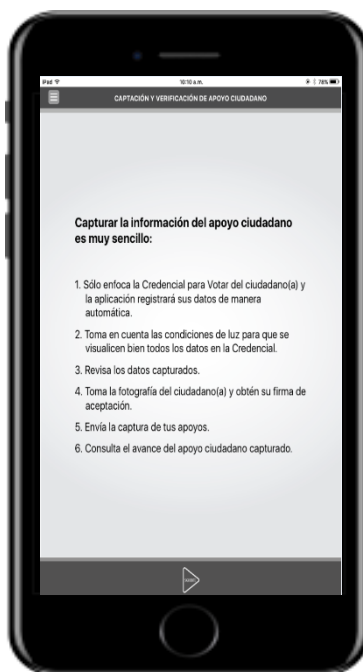 iPad 10:10 a.m. 76%
CAPTACIÓN Y VERIFICACIÓN DE APOYO CIUDADANO
Capturar la información del apoyo ciudadano
es muy sencillo:
1. Sólo enfoca la Credencial para Votar del ciudadano(a) y
la aplicación registrará sus datos de manera
automática.
2. Toma en cuenta las condiciones de luz para que se
visualicen bien todos los datos en la Credencial.
3. Revisa los datos capturados.
4. Toma la fotografía del ciudadano(a) y obtén su firma de
aceptación.
5. Envía la captura de tus apoyos.
6. Consulta el avance del apoyo ciudadano capturado.